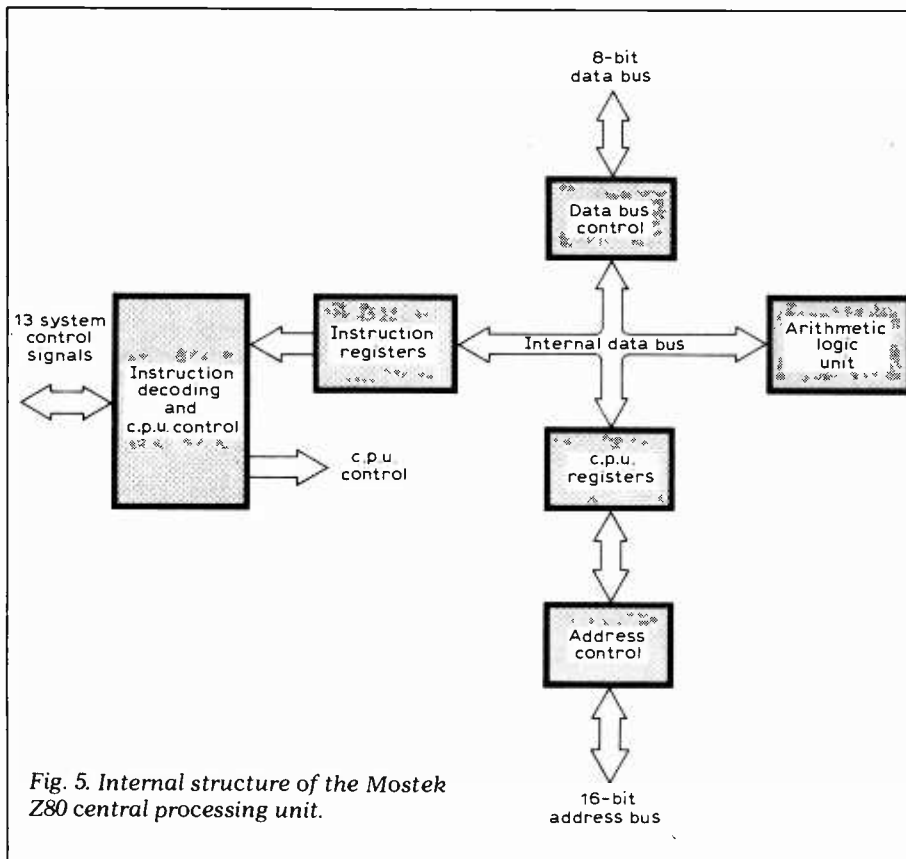 8-bit
data bus
Data bus
control
13 system
control
signals
Instruction
decoding
and
c.p.u. control
Instruction
registers
Internal data bus
Arithmetic
logic
unit
c.p.u.
control
c.p.u.
registers
Address
control
16-bit
address bus
Fig. 5. Internal structure of the Mostek
Z80 central processing unit.